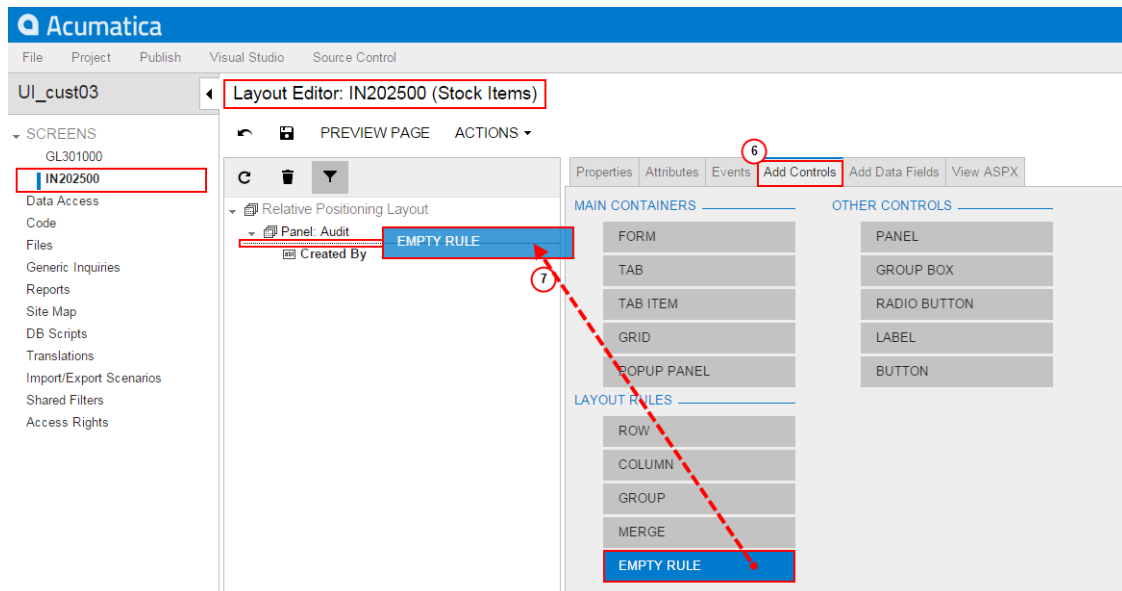 Acumatica
File Project Publish Visual Studio Source Control
UI_cust03
Layout Editor: IN202500 (Stock Items)
SCREENS
GL301000
IN202500
Data Access
Code
Files
Generic Inquiries
Reports
Site Map
DB Scripts
Translations
Import/Export Scenarios
Shared Filters
Access Rights
PREVIEW PAGE ACTIONS
Relative Positioning Layout
Panel: Audit
EMPTY RULE
Created By
7
6
Properties Attributes Events Add Controls Add Data Fields View ASPX
MAIN CONTAINERS
FORM
TAB
TAB ITEM
GRID
POPUP PANEL
LAYOUT RULES
ROW
COLUMN
GROUP
MERGE
EMPTY RULE
OTHER CONTROLS
PANEL
GROUP BOX
RADIO BUTTON
LABEL
BUTTON